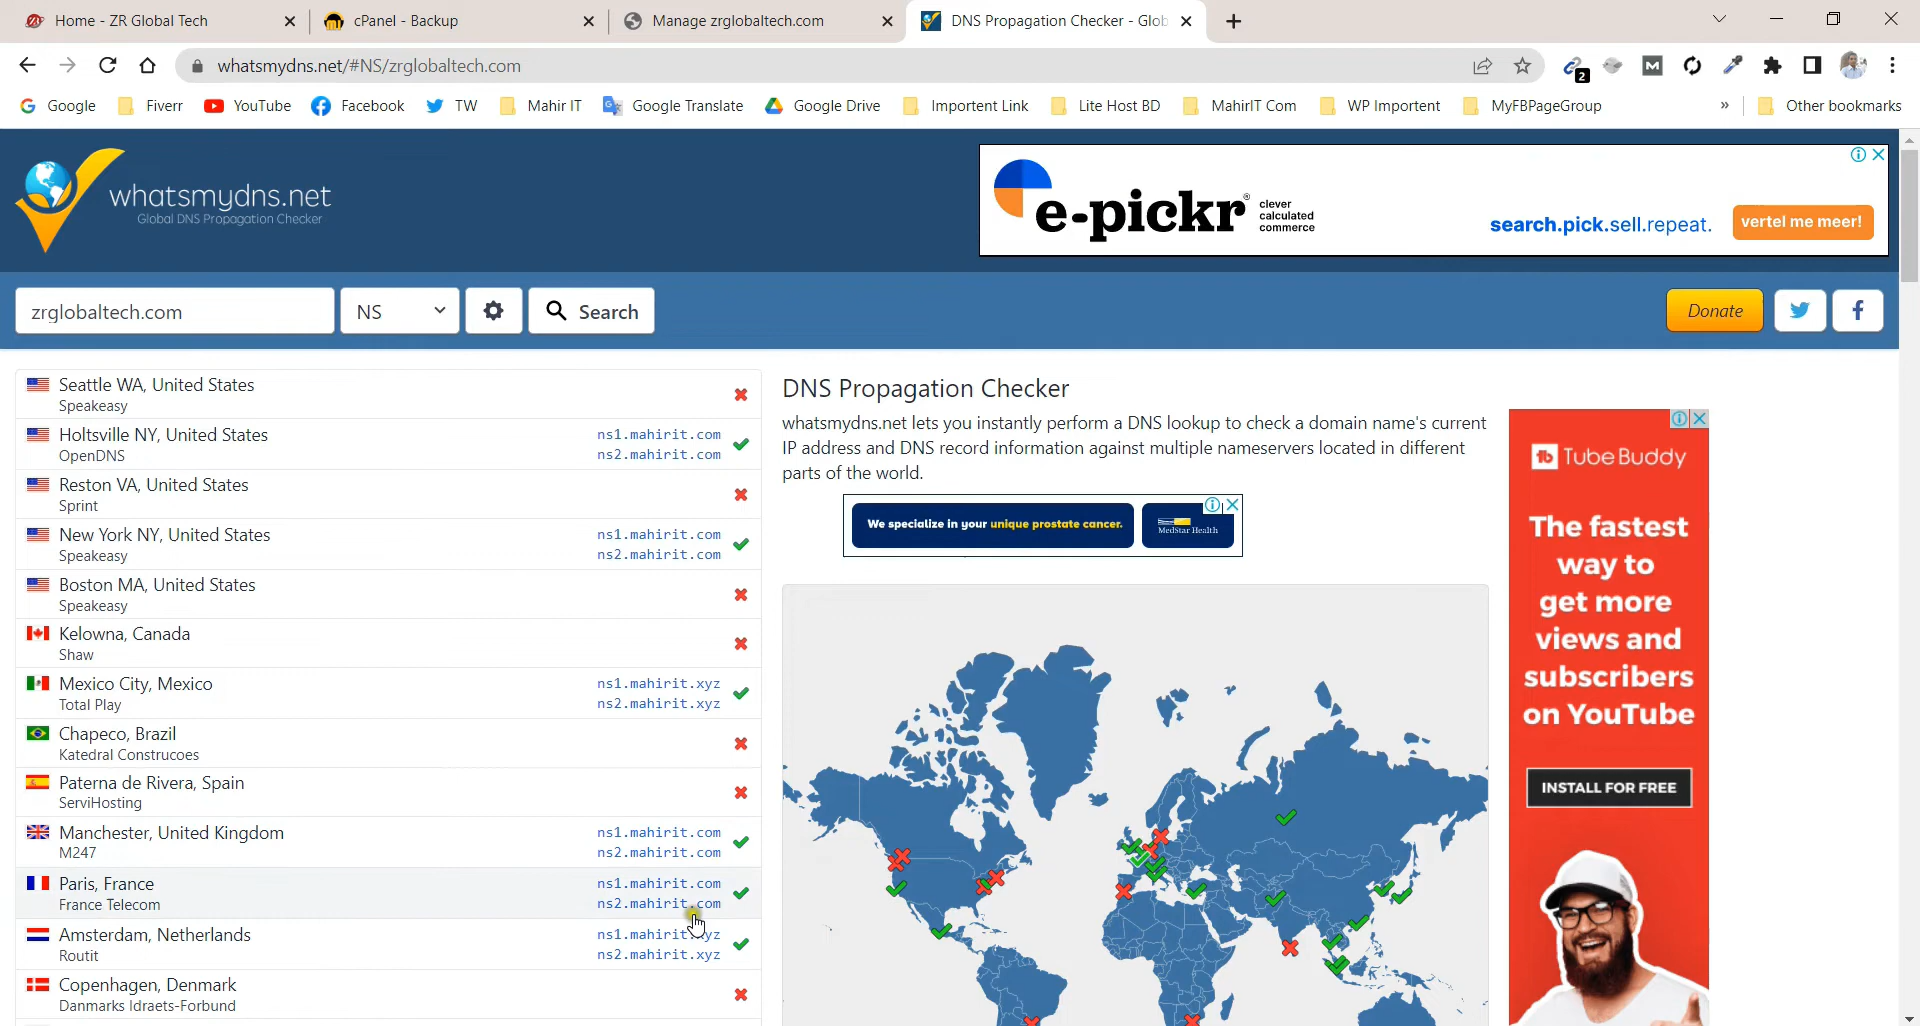 Home - ZR Global Tech
cPanel - Backup
Manage zrglobaltech.com
DNS Propagation Checker - Glob
whatsmydns.net/#NS/zrglobaltech.com
2
M
Google
Fiverr
YouTube
Facebook
TW
Mahir IT
Google Translate
Google Drive
Importent Link
Lite Host BD
MahirIT Com
WP Importent
MyFBPageGroup
»
Other bookmarks
whatsmydns.net
Global DNS Propagation Checker
e-pickr®
clever
calculated
commerce
search.pick.sell.repeat.
vertel me meer!
zrglobaltech.com
NS
Search
Donate
Seattle WA, United States
Speakeasy
Holtsville NY, United States
OpenDNS
ns1.mahirit.com
ns2.mahirit.com
Reston VA, United States
Sprint
New York NY, United States
Speakeasy
ns1.mahirit.com
ns2.mahirit.com
Boston MA, United States
Speakeasy
Kelowna, Canada
Shaw
Mexico City, Mexico
Total Play
ns1.mahirit.xyz
ns2.mahirit.xyz
Chapeco, Brazil
Katedral Construcoes
Paterna de Rivera, Spain
ServiHosting
Manchester, United Kingdom
M247
ns1.mahirit.com
ns2.mahirit.com
Paris, France
France Telecom
ns1.mahirit.com
ns2.mahirit.com
Amsterdam, Netherlands
Routit
ns1.mahirit.xyz
ns2.mahirit.xyz
Copenhagen, Denmark
Danmarks Idraets-Forbund
DNS Propagation Checker
whatsmydns.net lets you instantly perform a DNS lookup to check a domain name's current
IP address and DNS record information against multiple nameservers located in different
parts of the world.
We specialize in your unique prostate cancer.
MedStar Health
TubeBuddy
The fastest
way to
get more
views and
subscribers
on YouTube
INSTALL FOR FREE